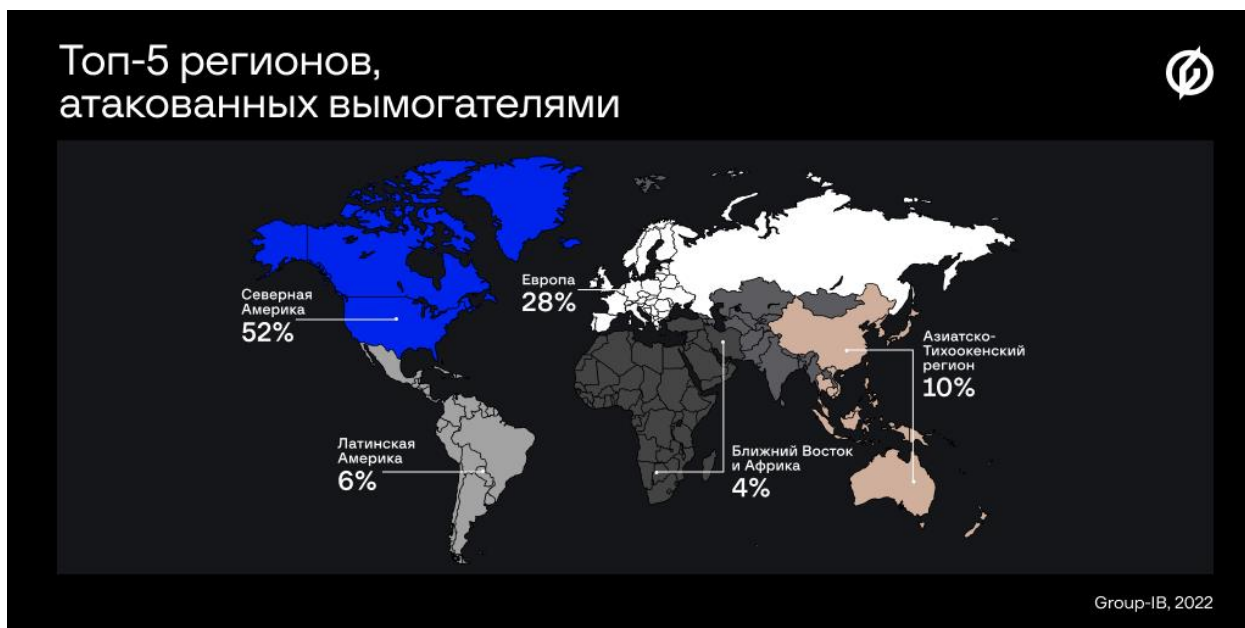 Топ-5 регионов,
атакованных вымогателями
Северная
Америка
52%
Европа
28%
Азиатско-
Тихоокенский
регион
10%
Латинская
Америка
6%
Ближний Восток
и Африка
4%
Group-IB, 2022